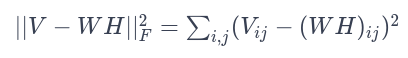 ||V − WH||²_F = ∑_{i,j}(V_{ij} − (WH)_{ij})²